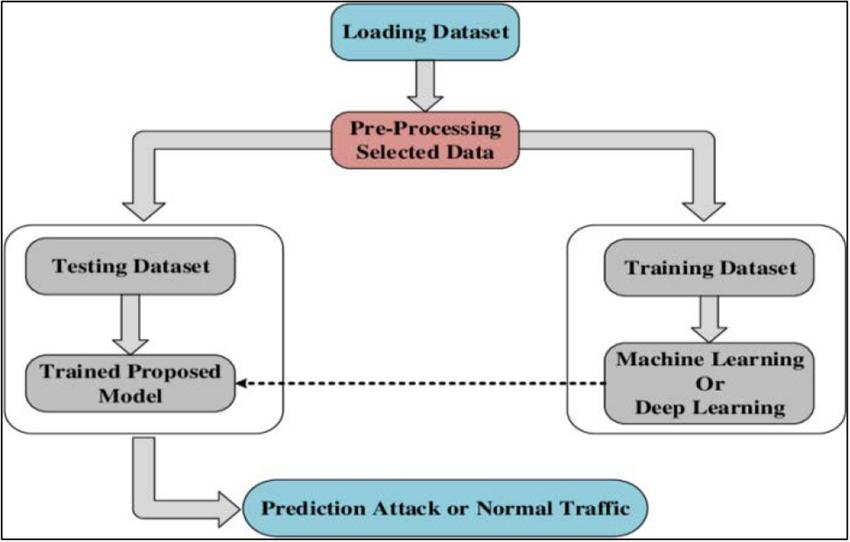 Loading Dataset
Pre-Processing
Selected Data
Testing Dataset
Training Dataset
Trained Proposed
Model
Machine Learning
Or
Deep Learning
Prediction Attack or Normal Traffic